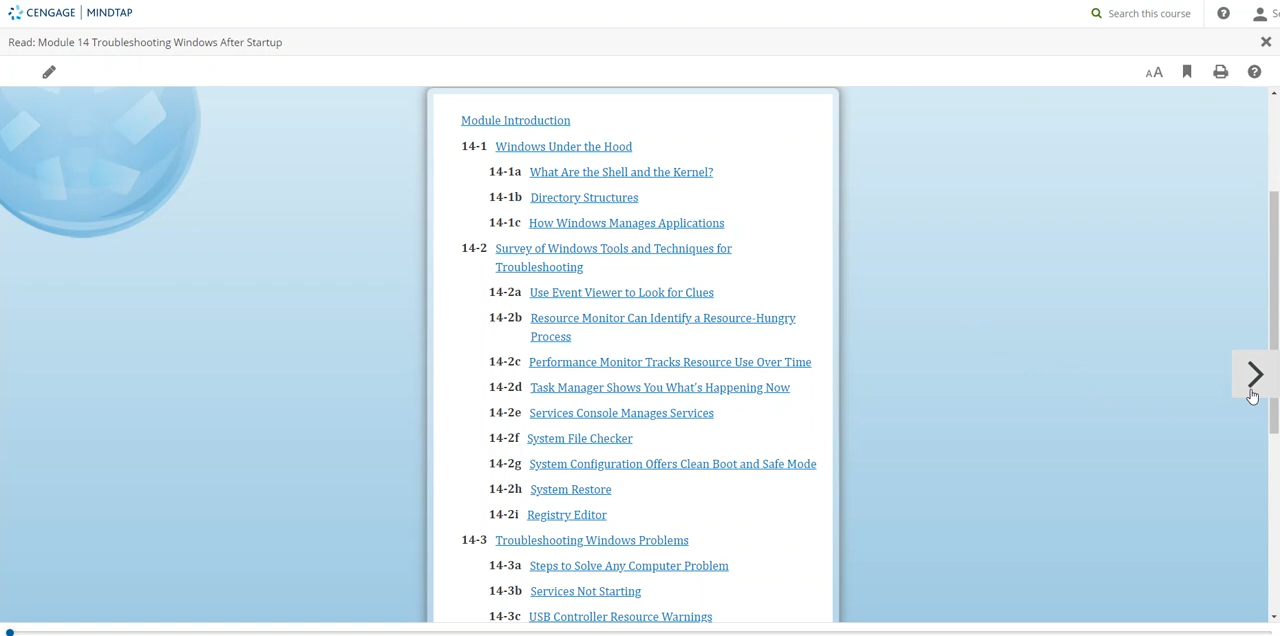 CENGAGE | MINDTAP
Search this course
Read: Module 14 Troubleshooting Windows After Startup
AA
Module Introduction
14-1 Windows Under the Hood
14-1a What Are the Shell and the Kernel?
14-1b Directory Structures
14-1c How Windows Manages Applications
14-2 Survey of Windows Tools and Techniques for
Troubleshooting
14-2a Use Event Viewer to Look for Clues
14-2b Resource Monitor Can Identify a Resource-Hungry
Process
14-2c Performance Monitor Tracks Resource Use Over Time
14-2d Task Manager Shows You What's Happening Now
14-2e Services Console Manages Services
14-2f System File Checker
14-2g System Configuration Offers Clean Boot and Safe Mode
14-2h System Restore
14-2i Registry Editor
14-3 Troubleshooting Windows Problems
14-3a Steps to Solve Any Computer Problem
14-3b Services Not Starting
14-3c USB Controller Resource Warnings